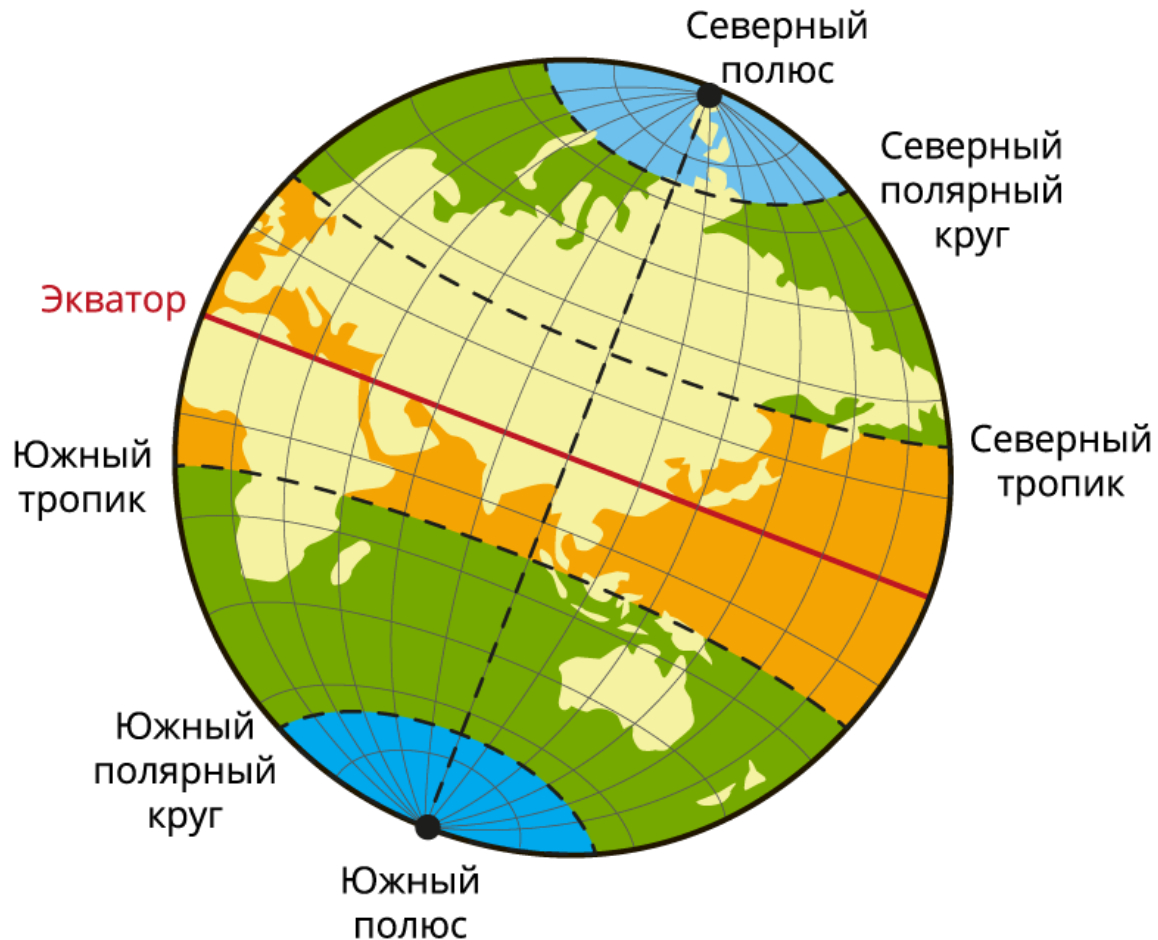 Северный
полюс
Северный
полярный
круг
Экватор
Южный
тропик
Северный
тропик
Южный
полярный
круг
Южный
полюс